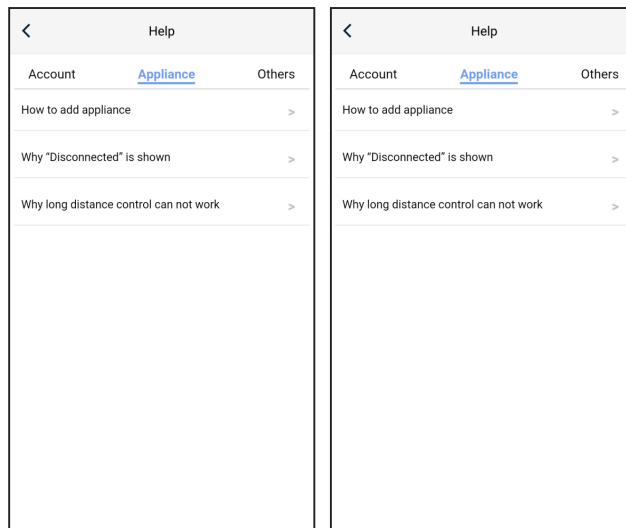 Help
Account Appliance Others
How to add appliance >
Why “Disconnected” is shown >
Why long distance control can not work >
Help
Account Appliance Others
How to add appliance >
Why “Disconnected” is shown >
Why long distance control can not work >